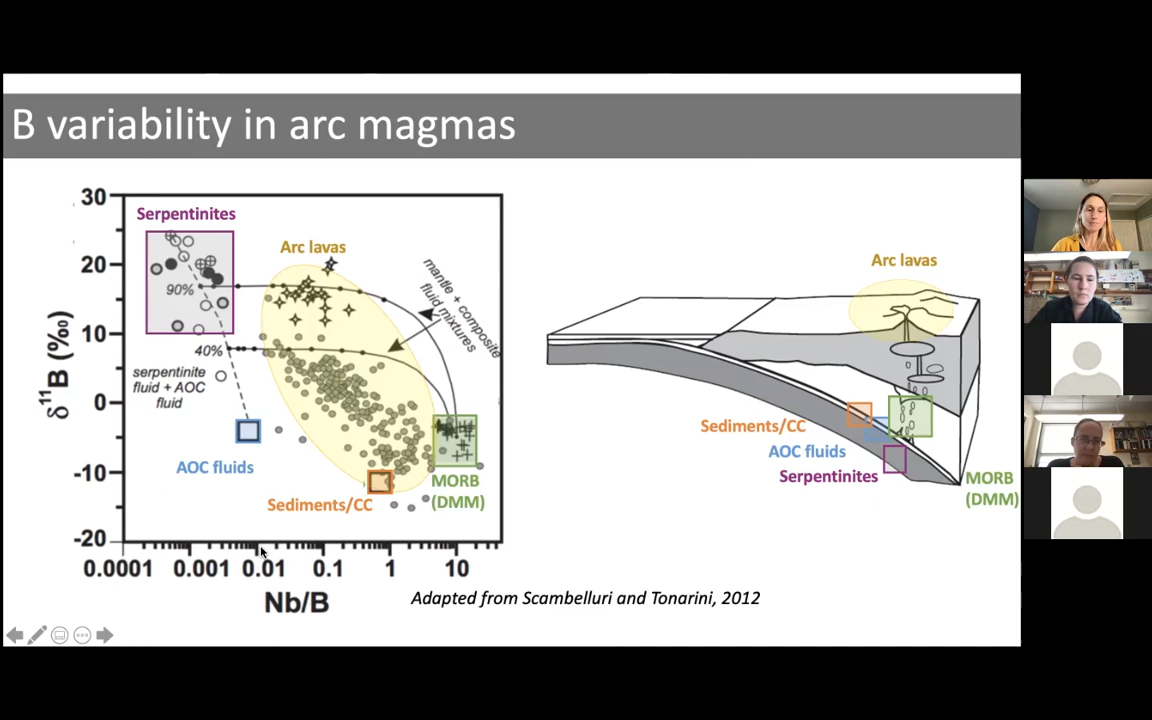 B variability in arc magmas
30
20
10
0
-10
-20
δ¹¹B (‰)
0.0001
0.001
0.01
0.1
1
10
Nb/B
Serpentinites
Arc lavas
90%
40%
serpentinite
fluid + AOC
fluid
mantle + composite
fluid mixtures
AOC fluids
Sediments/CC
MORB
(DMM)
Arc lavas
Sediments/CC
AOC fluids
Serpentinites
MORB
(DMM)
Adapted from Scambelluri and Tonarini, 2012